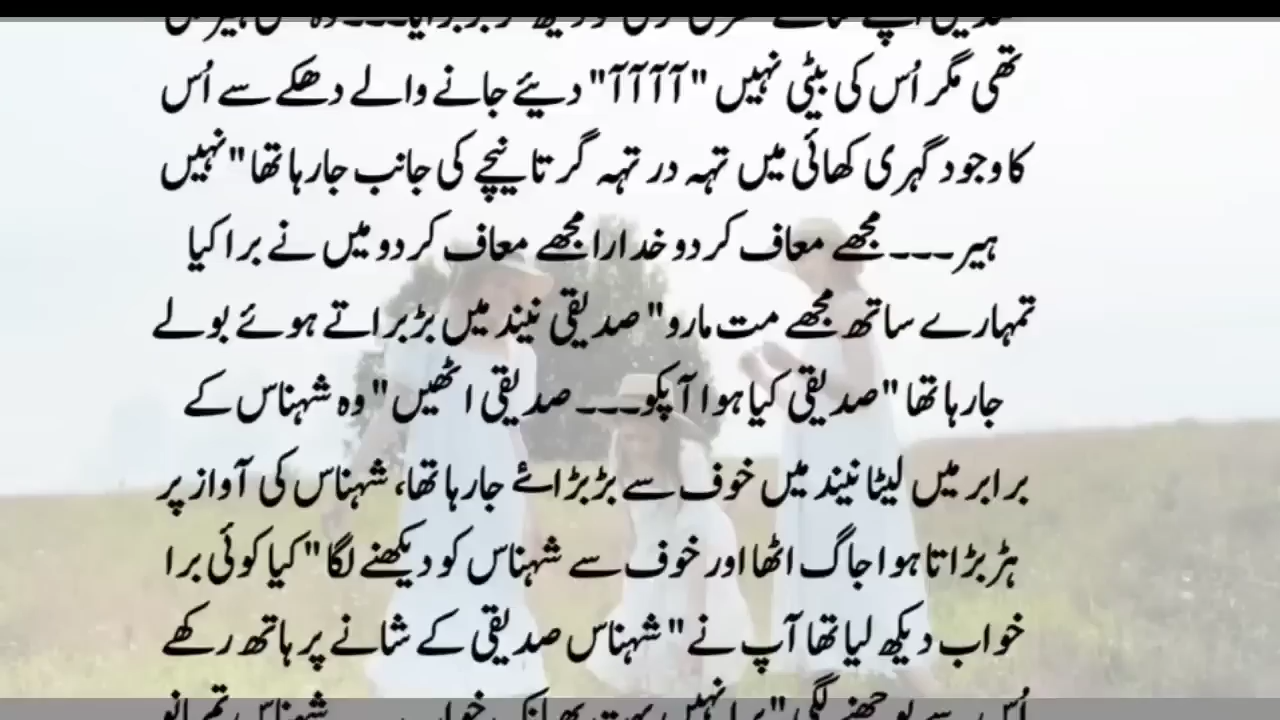 تھی مگر اُس کی بیٹی نہیں "آآآآآ" دیئے جانے والے دھکے سے اُس
کا وجود گہری کھائی میں تہہ در تہہ گرتا نیچے کی جانب جا رہا تھا "نہیں
ہیر۔۔۔ مجھے معاف کر دو خدارا مجھے معاف کر دو میں نے برا کیا
تمہارے ساتھ مجھے مت مارو" صدیقی نیند میں بڑبراتے ہوئے بولے
جا رہا تھا "صدیقی کیا ہوا آپکو۔۔۔ صدیقی اٹھیں" وہ شہناس کے
برابر میں لیٹا نیند میں خوف سے بڑبڑائے جا رہا تھا، شہناس کی آواز پر
ہڑبڑاتا ہوا جاگ اٹھا اور خوف سے شہناس کو دیکھنے لگا "کیا کوئی برا
خواب دیکھ لیا تھا آپ نے" شہناس صدیقی کے شانے پر ہاتھ رکھے